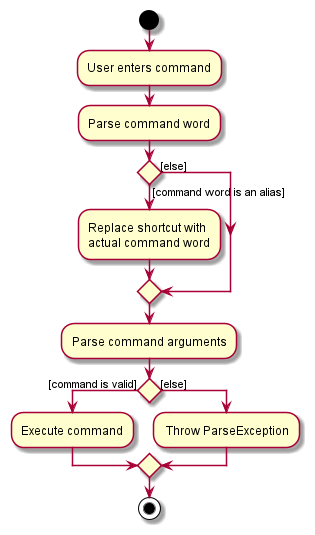 User enters command
Parse command word
[else]
[command word is an alias]
Replace shortcut with
actual command word
Parse command arguments
[command is valid]
[else]
Execute command
Throw ParseException